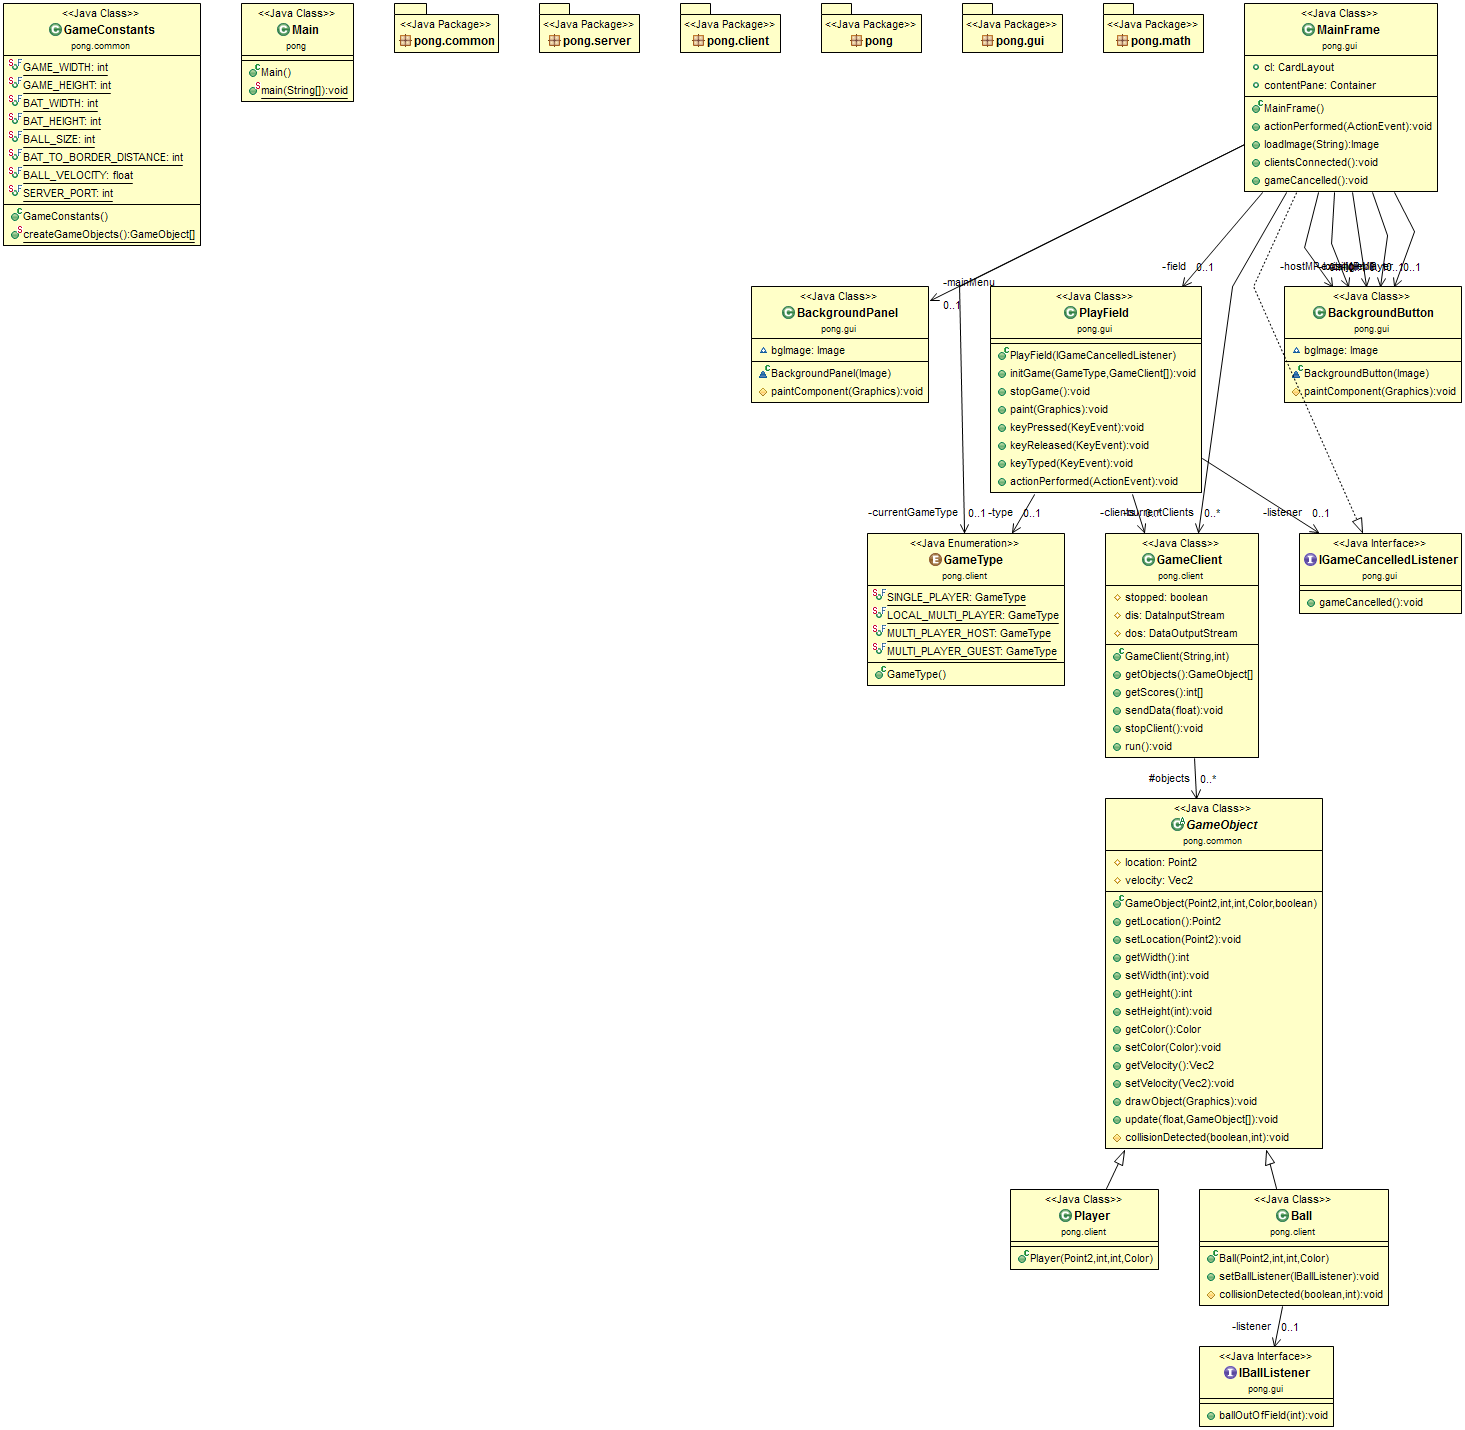 <<Java Class>>
GameConstants
pong.common
GAME_WIDTH: int
GAME_HEIGHT: int
BAT_WIDTH: int
BAT_HEIGHT: int
BALL_SIZE: int
BAT_TO_BORDER_DISTANCE: int
BALL_VELOCITY: float
SERVER_PORT: int
GameConstants()
createGameObjects():GameObject[]
<<Java Class>>
Main
pong
Main()
main(String[]):void
<<Java Package>>
pong.common
<<Java Package>>
pong.server
<<Java Package>>
pong.client
<<Java Package>>
pong
<<Java Package>>
pong.gui
<<Java Package>>
pong.math
<<Java Class>>
MainFrame
pong.gui
cl: CardLayout
contentPane: Container
MainFrame()
actionPerformed(ActionEvent):void
loadImage(String):Image
clientsConnected():void
gameCancelled():void
-mainMenu
0..1
-field 0..1
-hostMP
0..1
<<Java Class>>
BackgroundPanel
pong.gui
bgImage: Image
BackgroundPanel(Image)
paintComponent(Graphics):void
<<Java Class>>
PlayField
pong.gui
PlayField(IGameCancelledListener)
initGame(GameType,GameClient[]):void
stopGame():void
paint(Graphics):void
keyPressed(KeyEvent):void
keyReleased(KeyEvent):void
keyTyped(KeyEvent):void
actionPerformed(ActionEvent):void
<<Java Class>>
BackgroundButton
pong.gui
bgImage: Image
BackgroundButton(Image)
paintComponent(Graphics):void
-currentGameType 0..1
-type 0..1
-clients 0..*
-currentClients 0..*
-listener 0..1
<<Java Enumeration>>
GameType
pong.client
SINGLE_PLAYER: GameType
LOCAL_MULTI_PLAYER: GameType
MULTI_PLAYER_HOST: GameType
MULTI_PLAYER_GUEST: GameType
GameType()
<<Java Class>>
GameClient
pong.client
stopped: boolean
dis: DataInputStream
dos: DataOutputStream
GameClient(String,int)
getObjects():GameObject[]
getScores():int[]
sendData(float):void
stopClient():void
run():void
<<Java Interface>>
IGameCancelledListener
pong.gui
gameCancelled():void
#objects 0..*
<<Java Class>>
GameObject
pong.common
location: Point2
velocity: Vec2
GameObject(Point2,int,int,Color,boolean)
getLocation():Point2
setLocation(Point2):void
getWidth():int
setWidth(int):void
getHeight():int
setHeight(int):void
getColor():Color
setColor(Color):void
getVelocity():Vec2
setVelocity(Vec2):void
drawObject(Graphics):void
update(float,GameObject[]):void
collisionDetected(boolean,int):void
<<Java Class>>
Player
pong.client
Player(Point2,int,int,Color)
<<Java Class>>
Ball
pong.client
Ball(Point2,int,int,Color)
setBallListener(IBallListener):void
collisionDetected(boolean,int):void
-listener 0..1
<<Java Interface>>
IBallListener
pong.gui
ballOutOfField(int):void